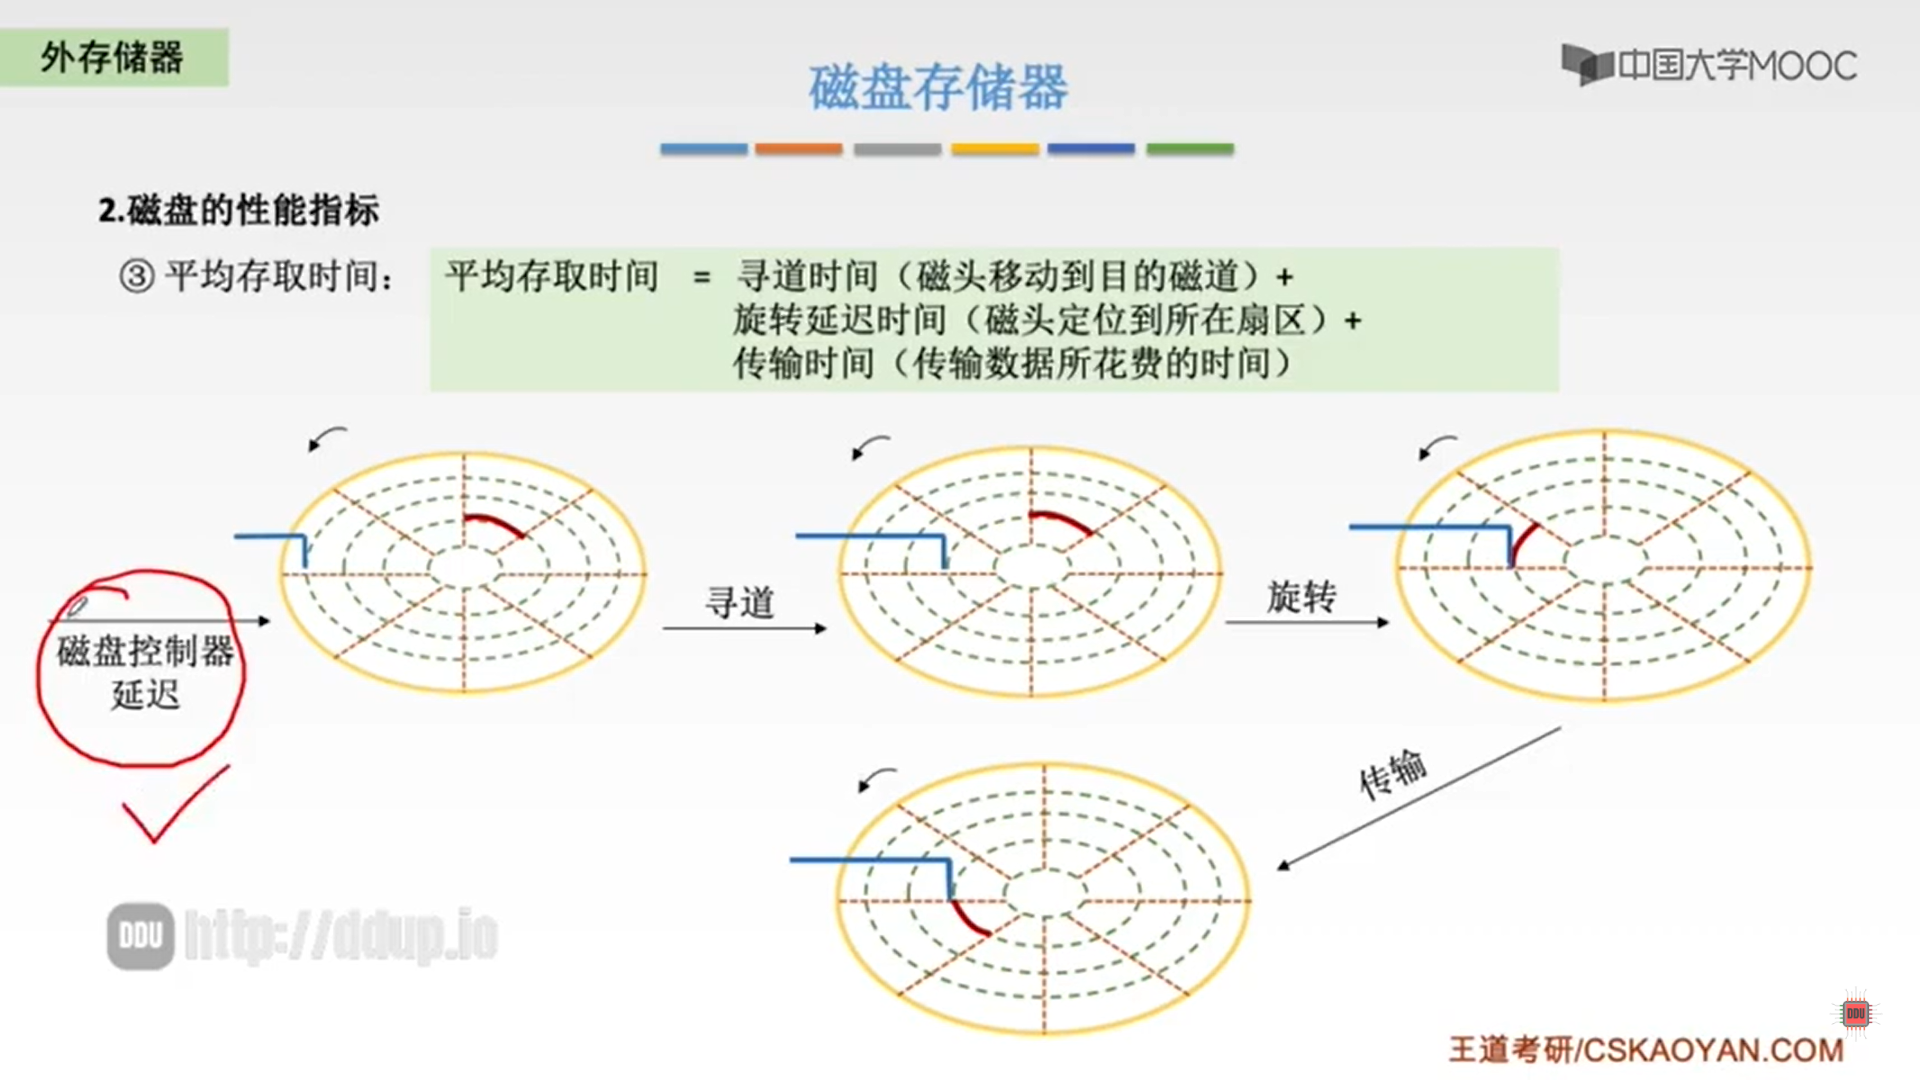 外存储器
中国大学MOOC
磁盘存储器
2.磁盘的性能指标
③ 平均存取时间：
平均存取时间 = 寻道时间（磁头移动到目的磁道）+
旋转延迟时间（磁头定位到所在扇区）+
传输时间（传输数据所花费的时间）
磁盘控制器
延迟
寻道
旋转
传输
DDU http://ddup.io
DDU
王道考研/CSKAOYAN.COM